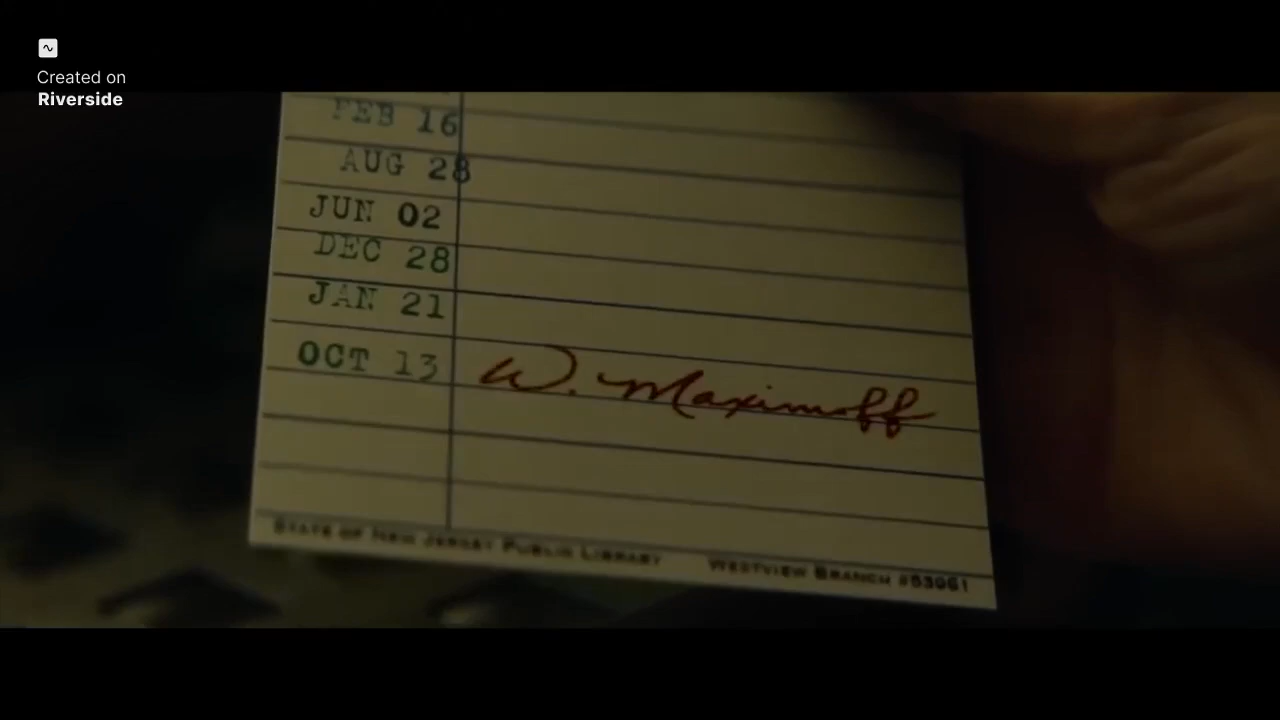 Created on
Riverside
FEB 16
AUG 28
JUN 02
DEC 28
JAN 21
OCT 13 W. Maximoff
STATE OF NEW JERSEY PUBLIC LIBRARY WESTVIEW BRANCH #53061